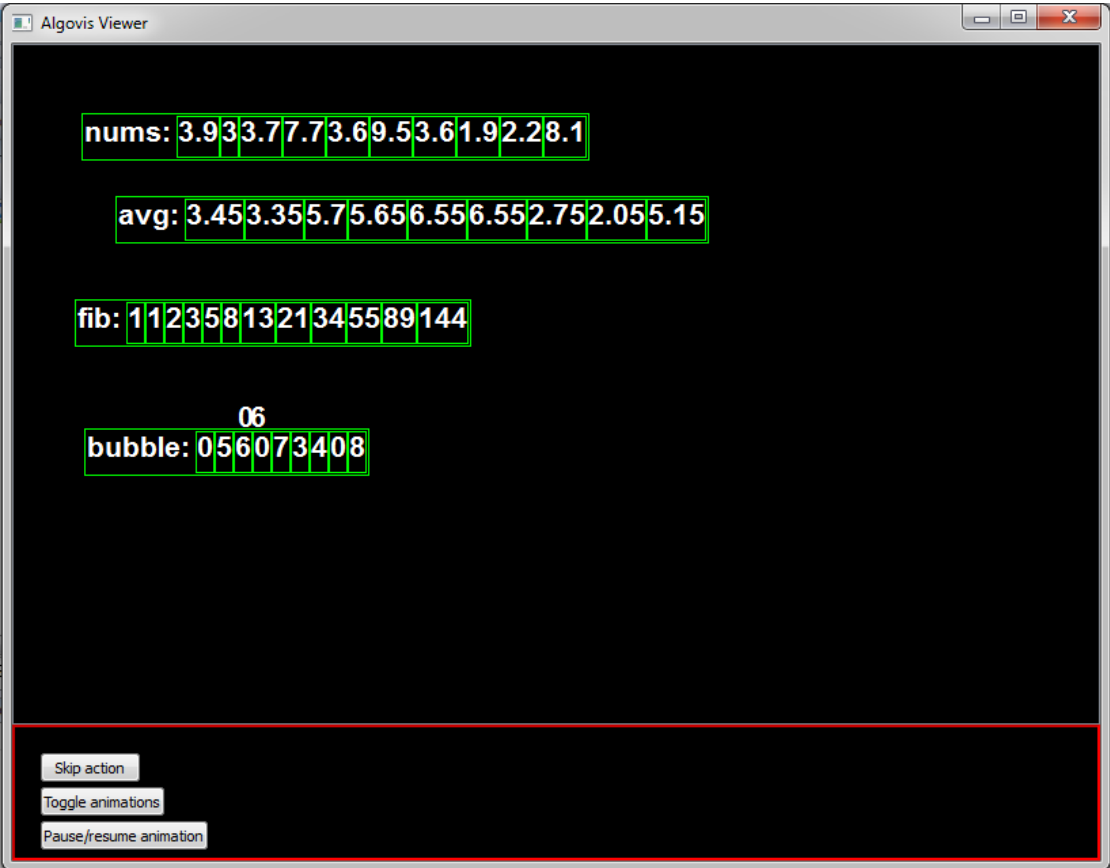 Algovis Viewer
nums: 3.9 3 3.7 7.7 3.6 9.5 3.6 1.9 2.2 8.1
avg: 3.45 3.35 5.7 5.65 6.55 6.55 2.75 2.05 5.15
fib: 1 1 2 3 5 8 13 21 34 55 89 144
06
bubble: 0 5 6 0 7 3 4 0 8
Skip action
Toggle animations
Pause/resume animation